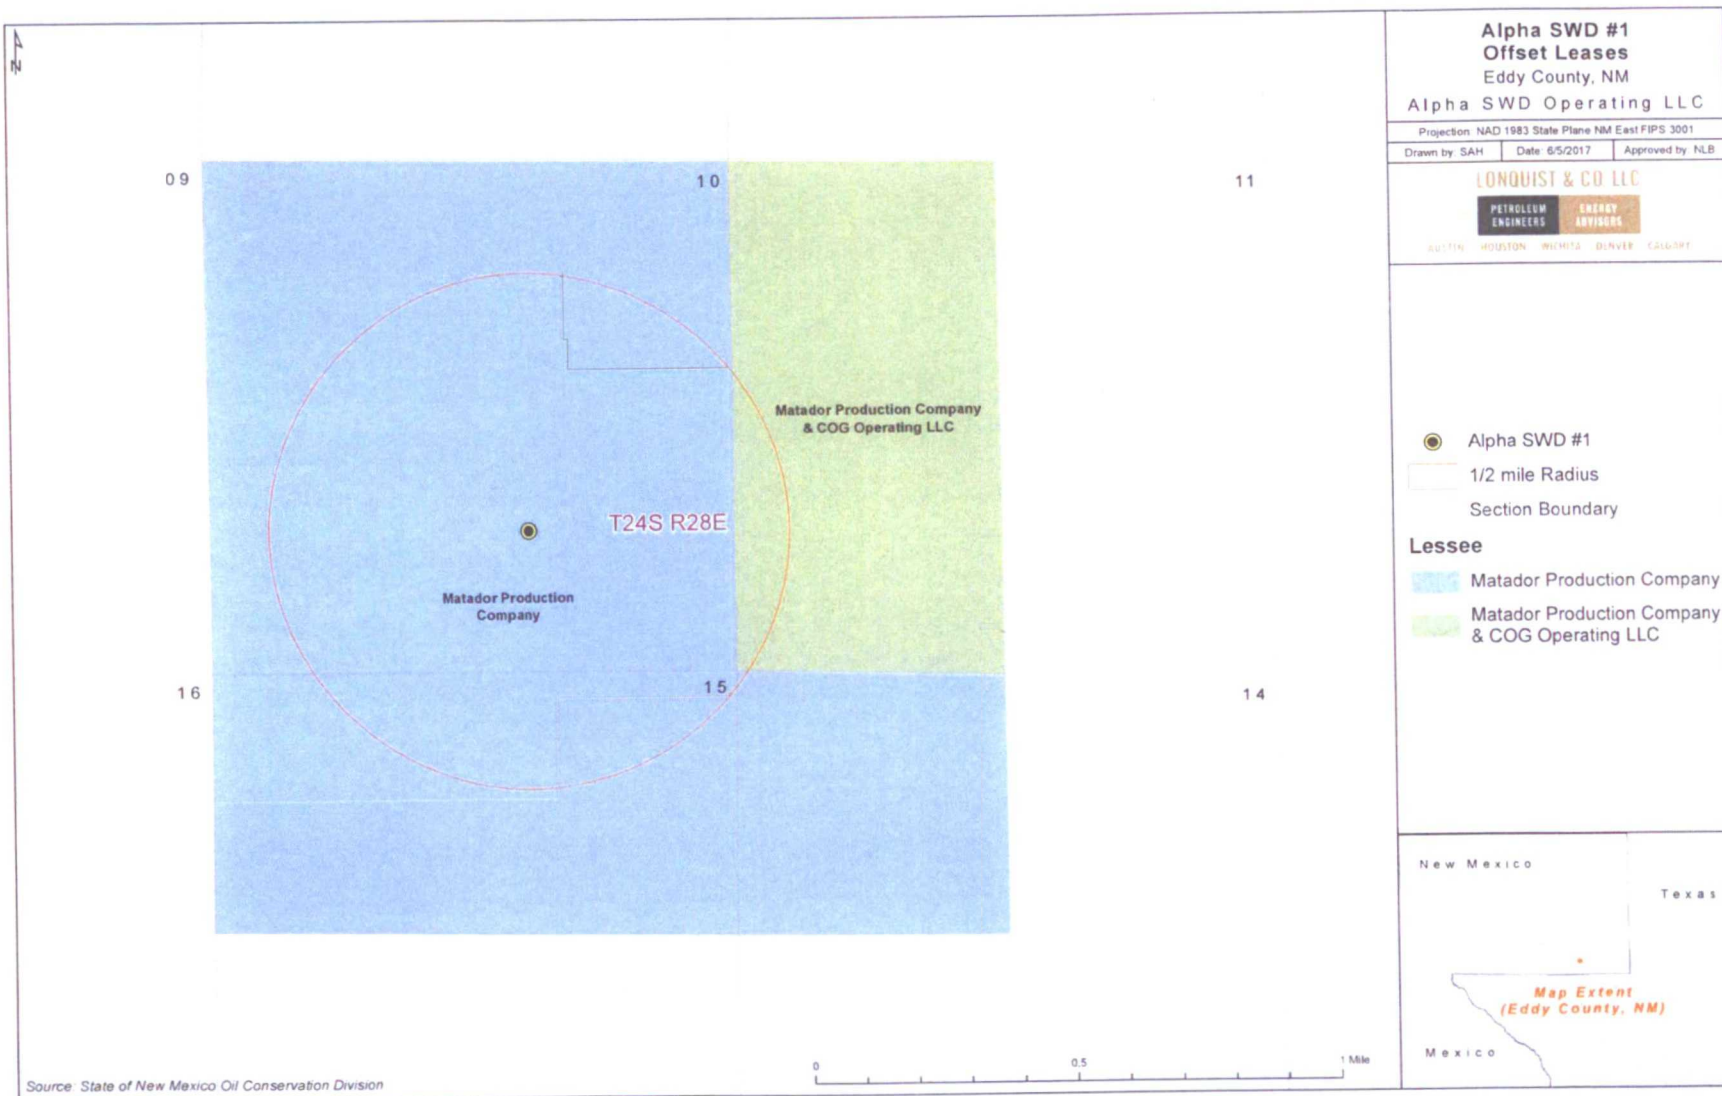 N
Alpha SWD #1
Offset Leases
Eddy County, NM
Alpha SWD Operating LLC
Projection: NAD 1983 State Plane NM East FIPS 3001
Drawn by: SAH
Date: 6/5/2017
Approved by: NLB
LONQUIST & CO. LLC
PETROLEUM
ENGINEERS
ENERGY
ADVISORS
AUSTIN HOUSTON WICHITA DENVER CALGARY
09
10
11
Matador Production Company
& COG Operating LLC
T24S R28E
Matador Production
Company
16
15
14
Alpha SWD #1
1/2 mile Radius
Section Boundary
Lessee
Matador Production Company
Matador Production Company
& COG Operating LLC
New Mexico
Texas
Map Extent
(Eddy County, NM)
Mexico
0
0.5
1 Mile
Source: State of New Mexico Oil Conservation Division